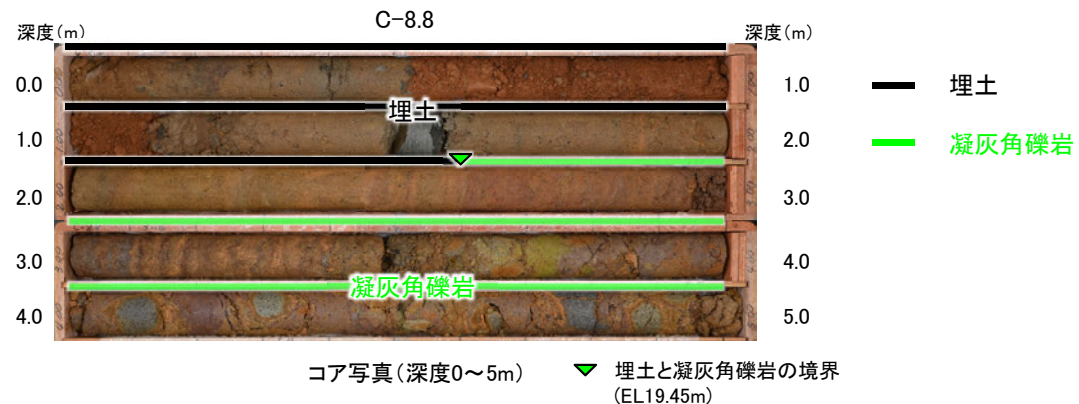 C-8.8
深度(m)
深度(m)
0.0
1.0
埋土
埋土
1.0
2.0
凝灰角礫岩
2.0
3.0
3.0
4.0
凝灰角礫岩
4.0
5.0
コア写真(深度0~5m)
埋土と凝灰角礫岩の境界
(EL19.45m)